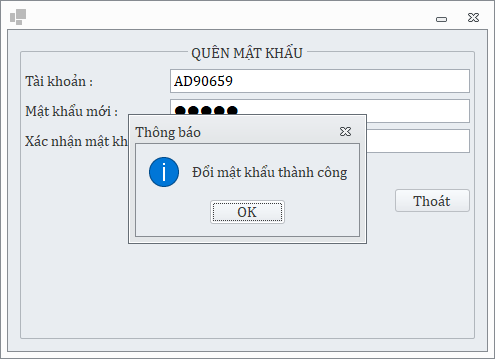 QUÊN MẬT KHẨU
Tài khoản :
AD90659
Mật khẩu mới :
●●●●●
Xác nhận mật kh
Thông báo
Đổi mật khẩu thành công
OK
Thoát